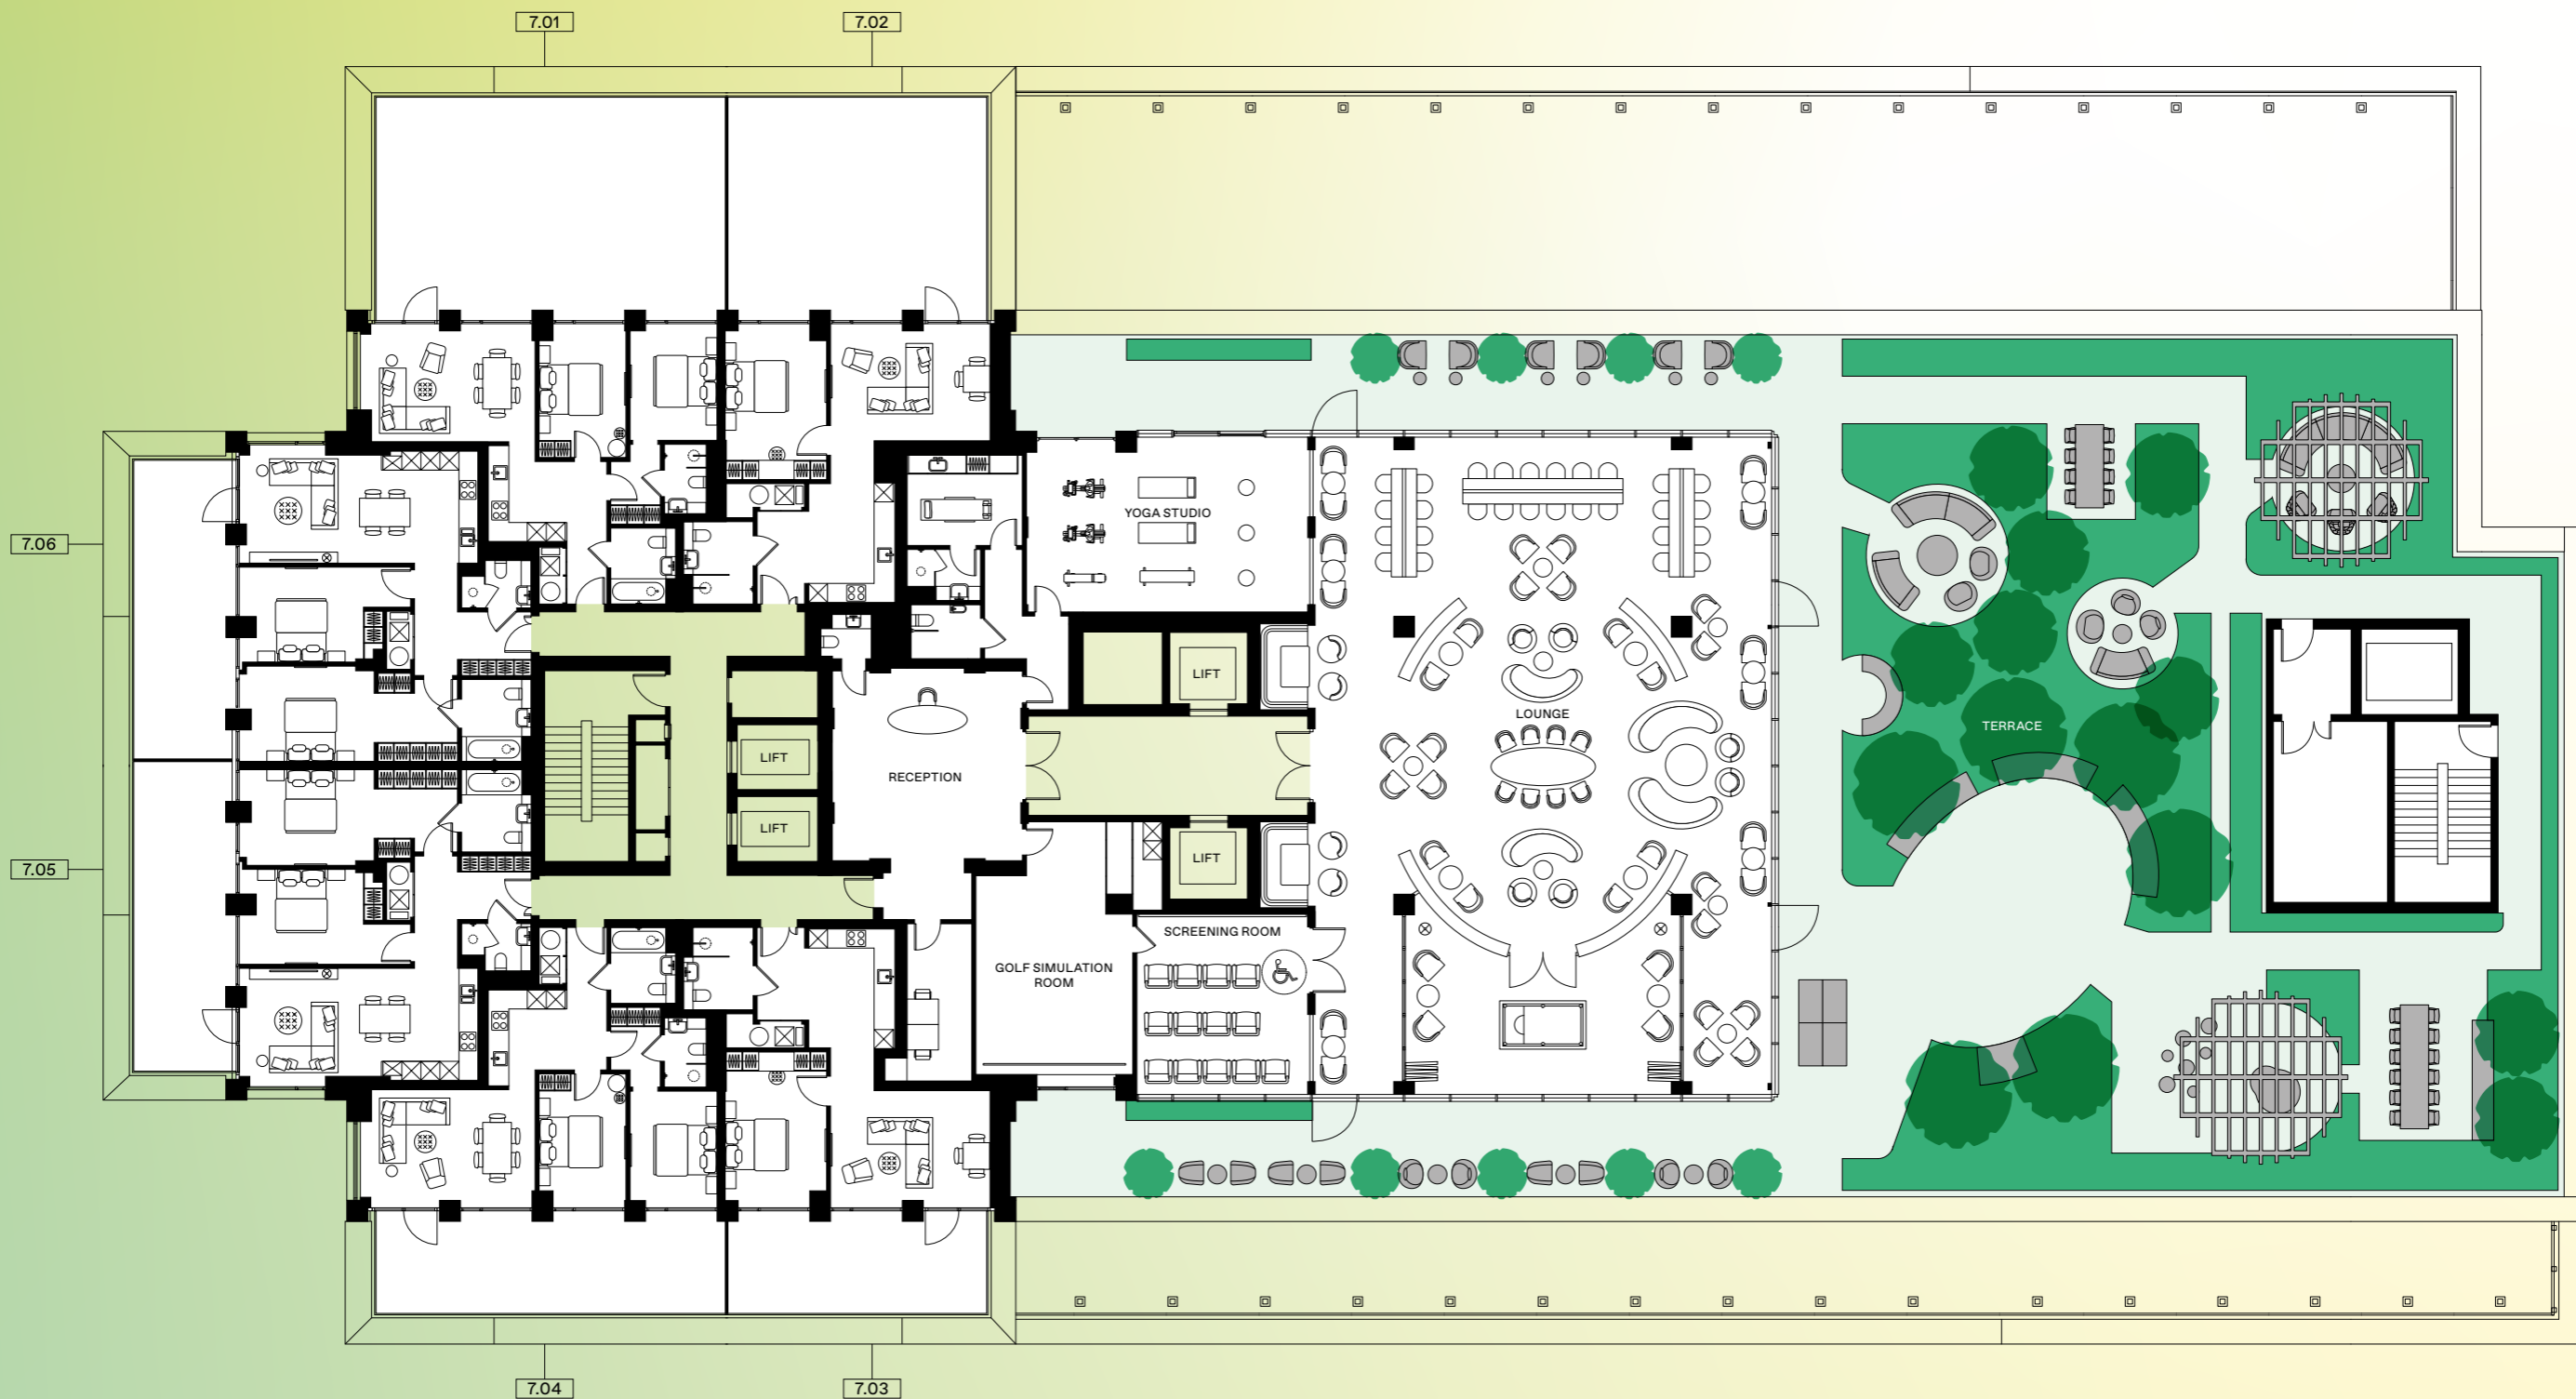 7.01
7.02
YOGA STUDIO
7.06
LIFT
LOUNGE
TERRACE
LIFT
RECEPTION
LIFT
LIFT
7.05
SCREENING ROOM
GOLF SIMULATION
ROOM
7.04
7.03